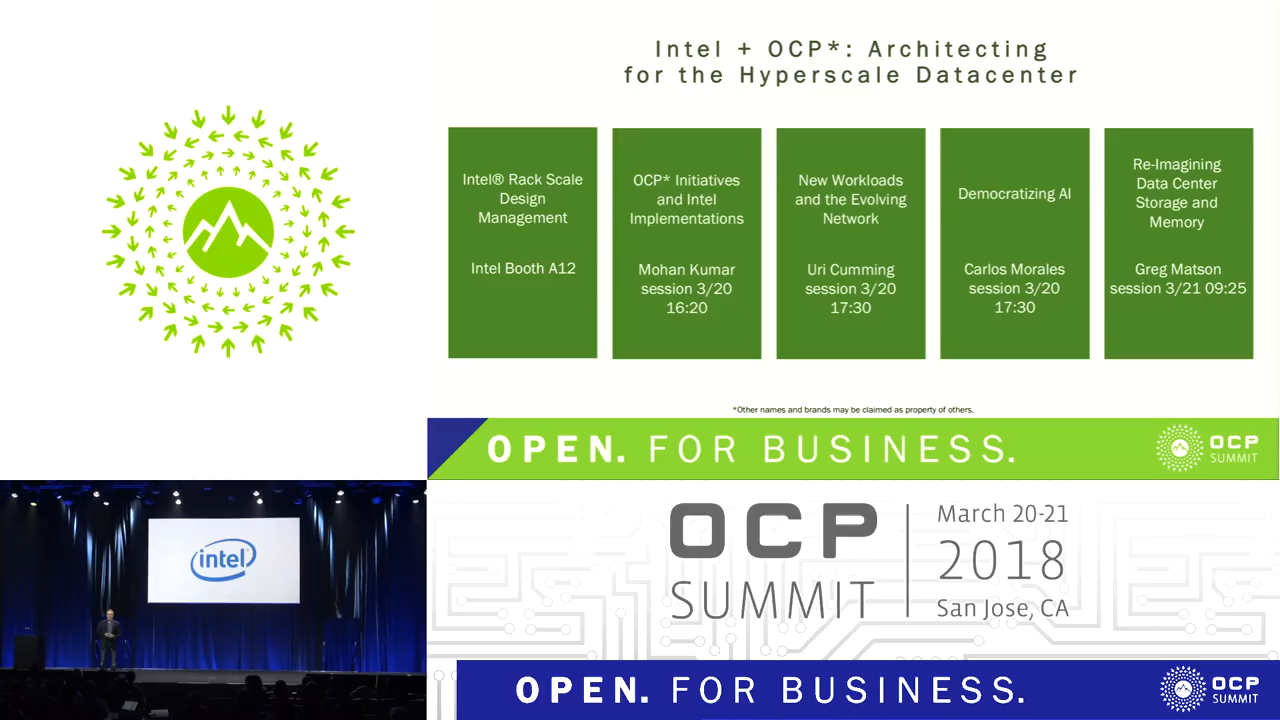 Intel + OCP*: Architecting
for the Hyperscale Datacenter
Intel® Rack Scale
Design
Management
Intel Booth A12
OCP* Initiatives
and Intel
Implementations
Mohan Kumar
session 3/20
16:20
New Workloads
and the Evolving
Network
Uri Cumming
session 3/20
17:30
Democratizing AI
Carlos Morales
session 3/20
17:30
Re-Imagining
Data Center
Storage and
Memory
Greg Matson
session 3/21 09:25
*Other names and brands may be claimed as property of others.
OPEN. FOR BUSINESS.
OCP
SUMMIT
intel
OCP
SUMMIT
March 20-21
2018
San Jose, CA
OPEN. FOR BUSINESS.
OCP
SUMMIT